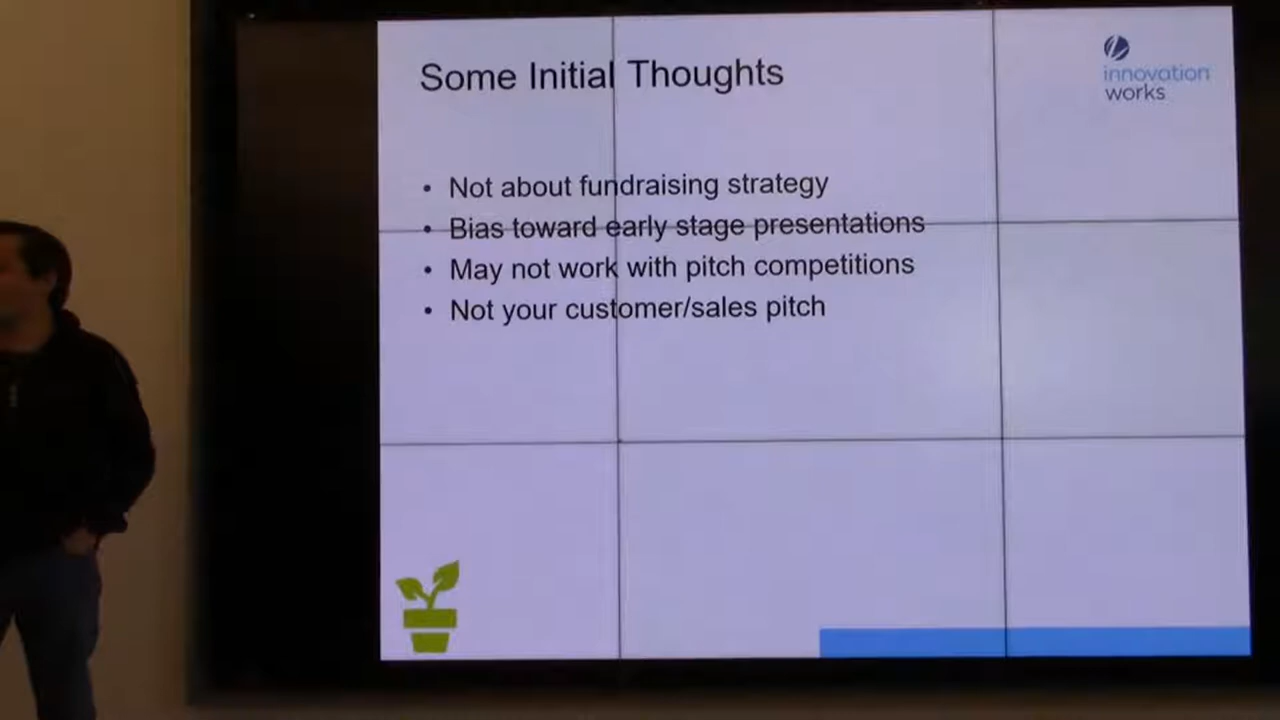 Some Initial Thoughts
innovation
works
• Not about fundraising strategy
• Bias toward early stage presentations
• May not work with pitch competitions
• Not your customer/sales pitch